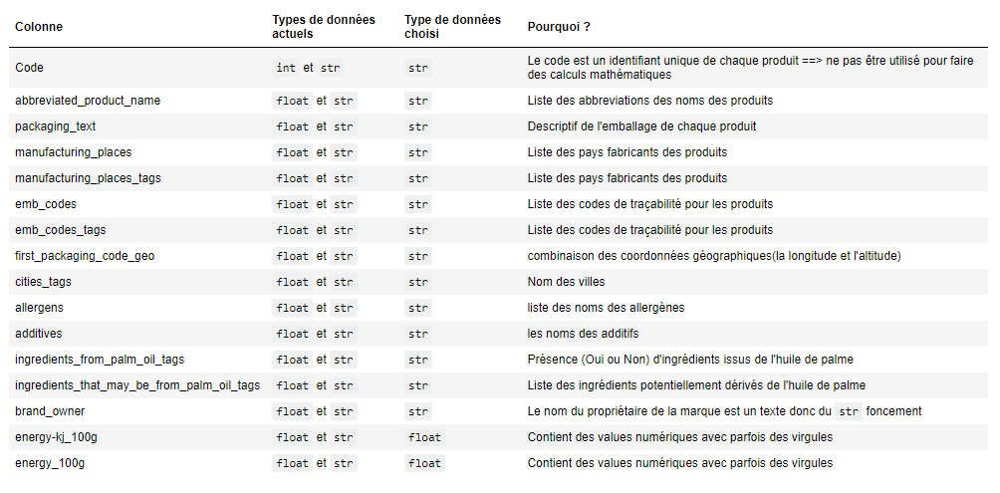 Colonne Types de données actuels Type de données choisi Pourquoi ?
Code int et str str Le code est un identifiant unique de chaque produit ==> ne pas être utilisé pour faire
des calculs mathématiques
abbreviated_product_name float et str str Liste des abbreviations des noms des produits
packaging_text float et str str Descriptif de l'emballage de chaque produit
manufacturing_places float et str str Liste des pays fabricants des produits
manufacturing_places_tags float et str str Liste des pays fabricants des produits
emb_codes float et str str Liste des codes de traçabilité pour les produits
emb_codes_tags float et str str Liste des codes de traçabilité pour les produits
first_packaging_code_geo float et str str combinaison des coordonnées géographiques(la longitude et l'altitude)
cities_tags float et str str Nom des villes
allergens float et str str liste des noms des allergènes
additives float et str str les noms des additifs
ingredients_from_palm_oil_tags float et str str Présence (Oui ou Non) d'ingrédients issus de l'huile de palme
ingredients_that_may_be_from_palm_oil_tags float et str str Liste des ingrédients potentiellement dérivés de l'huile de palme
brand_owner float et str str Le nom du propriétaire de la marque est un texte donc du str foncement
energy-kj_100g float et str float Contient des values numériques avec parfois des virgules
energy_100g float et str float Contient des values numériques avec parfois des virgules